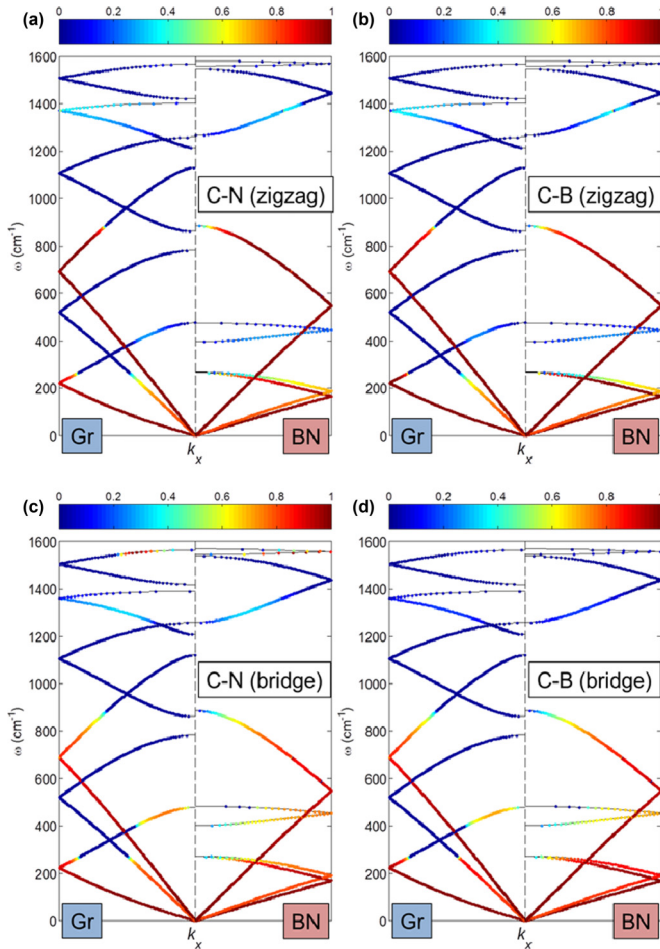 (a) (b)
0 0.2 0.4 0.6 0.8 1 0 0.2 0.4 0.6 0.8 1
1600 1600
1400 1400
1200 1200
C-N (zigzag) C-B (zigzag)
1000 1000
ω (cm⁻¹) ω (cm⁻¹)
800 800
600 600
400 400
200 200
Gr BN Gr BN
0 0
kₓ kₓ
(c) (d)
0 0.2 0.4 0.6 0.8 1 0 0.2 0.4 0.6 0.8 1
1600 1600
1400 1400
1200 1200
C-N (bridge) C-B (bridge)
1000 1000
ω (cm⁻¹) ω (cm⁻¹)
800 800
600 600
400 400
200 200
Gr BN Gr BN
0 0
kₓ kₓ